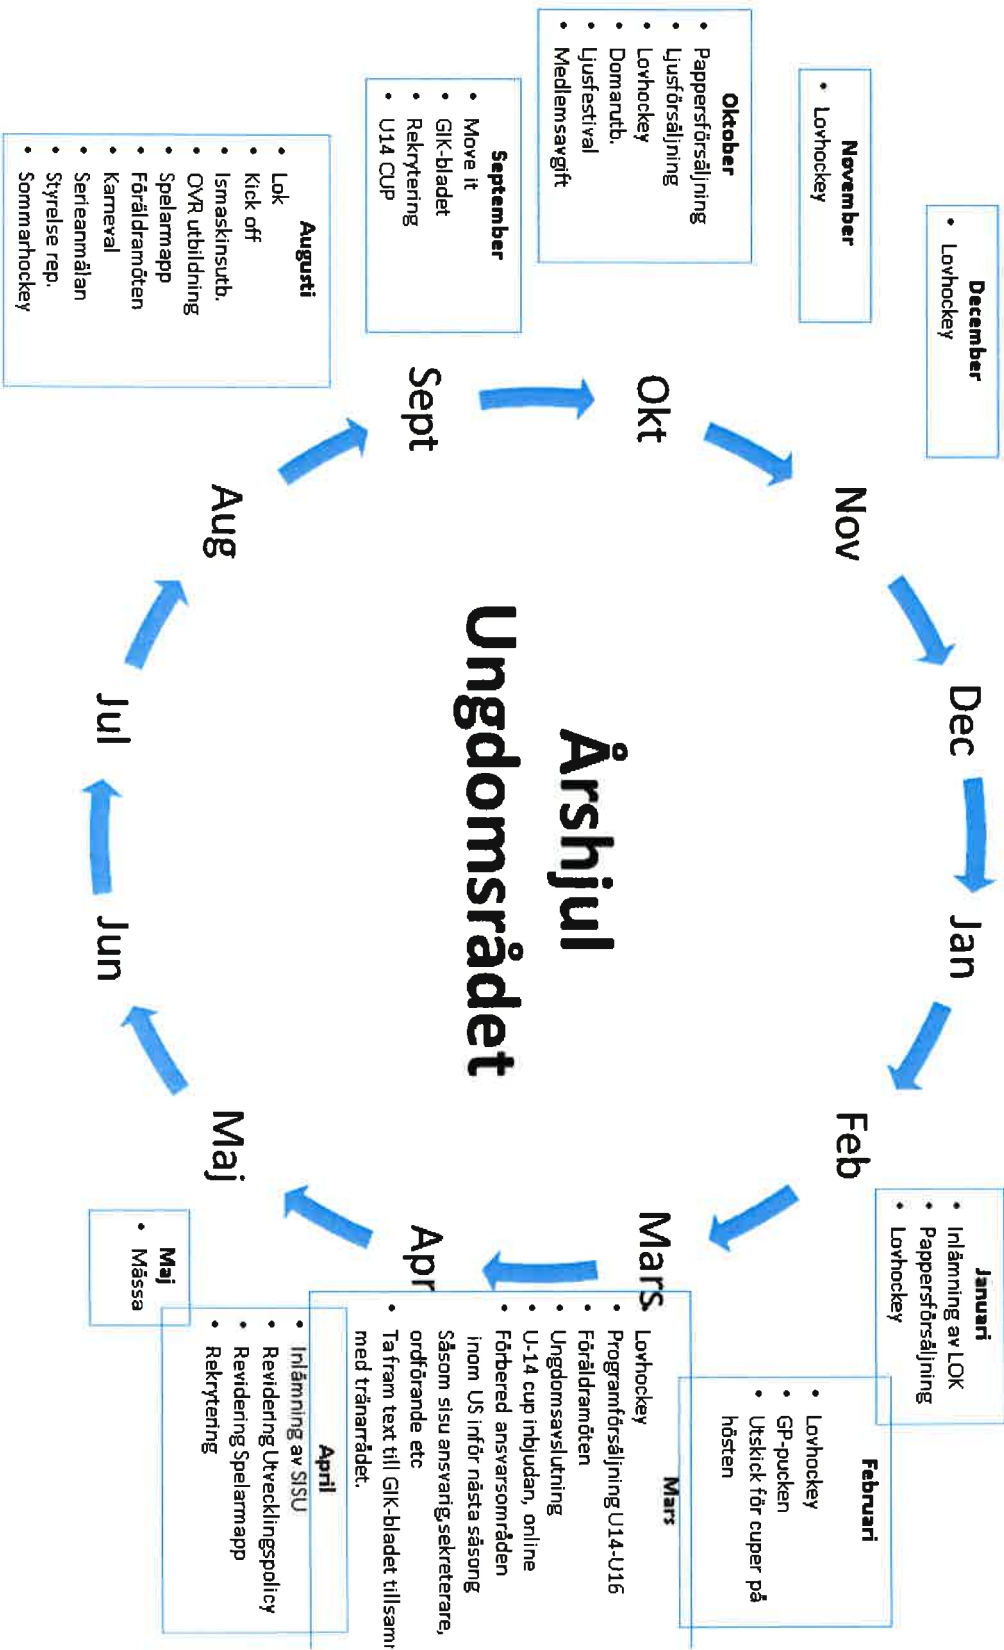 Årshjul
Ungdomsrådet
Dec
Jan
Feb
Mars
Apr
Maj
Jun
Jul
Aug
Sept
Okt
Nov
December
• Lovhockey
November
• Lovhockey
Oktober
• Pappersförsäljning
• Ljusförsäljning
• Lovhockey
• Domarutb.
• Ljusfestival
• Medlemsavgift
September
• Move it
• GIK-bladet
• Rekrytering
• U14 CUP
Augusti
• Lok
• Kick off
• Ismaskinsutb.
• OVR utbildning
• Spelarmapp
• Föräldramöten
• Karneval
• Serieanmälan
• Styrelse rep.
• Sommarhockey
Januari
• Inlämning av LOK
• Pappersförsäljning
• Lovhockey
Februari
• Lovhockey
• GP-pucken
• Utskick för cuper på
hösten
Mars
Lovhockey
• Programförsäljning U14-U16
• Föräldramöten
• Ungdomsavslutning
• U-14 cup inbjudan, online
• Förbered ansvarsområden
inom US inför nästa säsong
Såsom sisu ansvarig,sekreterare,
ordförande etc
• Ta fram text till GIK-bladet
med tränarrådet.
April
• Inlämning av SISU
• Revidering Utvecklingspolicy
• Revidering Spelarmapp
• Rekrytering
Maj
• Mässa